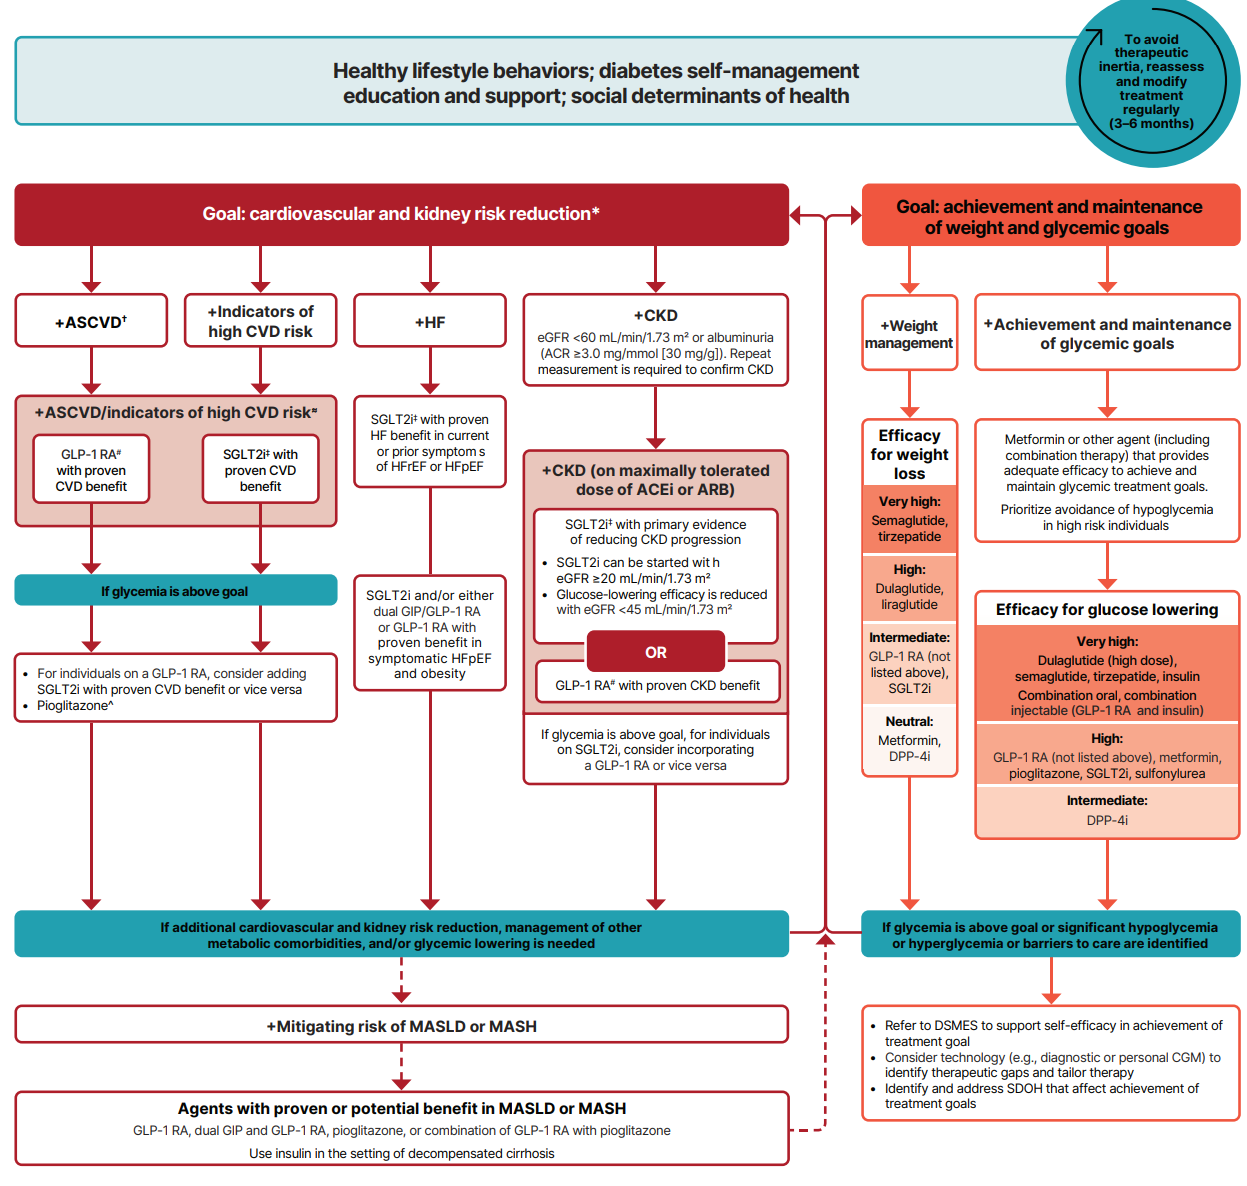 Healthy lifestyle behaviors; diabetes self-management
education and support; social determinants of health
To avoid
therapeutic
inertia, reassess
and modify
treatment
regularly
(3–6 months)
Goal: cardiovascular and kidney risk reduction*
+ASCVD†
+Indicators of
high CVD risk
+HF
+CKD
eGFR <60 mL/min/1.73 m² or albuminuria
(ACR ≥3.0 mg/mmol [30 mg/g]). Repeat
measurement is required to confirm CKD
+ASCVD/indicators of high CVD risk≈
GLP-1 RA#
with proven
CVD benefit
SGLT2i‡ with
proven CVD
benefit
SGLT2i‡ with proven
HF benefit in current
or prior symptom s
of HFrEF or HFpEF
+CKD (on maximally tolerated
dose of ACEi or ARB)
SGLT2i‡ with primary evidence
of reducing CKD progression
• SGLT2i can be started wit h
eGFR ≥20 mL/min/1.73 m²
• Glucose-lowering efficacy is reduced
with eGFR <45 mL/min/1.73 m²
OR
GLP-1 RA# with proven CKD benefit
If glycemia is above goal, for individuals
on SGLT2i, consider incorporating
a GLP-1 RA or vice versa
If glycemia is above goal
• For individuals on a GLP-1 RA, consider adding
SGLT2i with proven CVD benefit or vice versa
• Pioglitazone^
SGLT2i and/or either
dual GIP/GLP-1 RA
or GLP-1 RA with
proven benefit in
symptomatic HFpEF
and obesity
If additional cardiovascular and kidney risk reduction, management of other
metabolic comorbidities, and/or glycemic lowering is needed
+Mitigating risk of MASLD or MASH
Agents with proven or potential benefit in MASLD or MASH
GLP-1 RA, dual GIP and GLP-1 RA, pioglitazone, or combination of GLP-1 RA with pioglitazone
Use insulin in the setting of decompensated cirrhosis
Goal: achievement and maintenance
of weight and glycemic goals
+Weight
management
+Achievement and maintenance
of glycemic goals
Efficacy
for weight
loss
Very high:
Semaglutide,
tirzepatide
High:
Dulaglutide,
liraglutide
Intermediate:
GLP-1 RA (not
listed above),
SGLT2i
Neutral:
Metformin,
DPP-4i
Metformin or other agent (including
combination therapy) that provides
adequate efficacy to achieve and
maintain glycemic treatment goals.
Prioritize avoidance of hypoglycemia
in high risk individuals
Efficacy for glucose lowering
Very high:
Dulaglutide (high dose),
semaglutide, tirzepatide, insulin
Combination oral, combination
injectable (GLP-1 RA and insulin)
High:
GLP-1 RA (not listed above), metformin,
pioglitazone, SGLT2i, sulfonylurea
Intermediate:
DPP-4i
If glycemia is above goal or significant hypoglycemia
or hyperglycemia or barriers to care are identified
• Refer to DSMES to support self-efficacy in achievement of
treatment goal
• Consider technology (e.g., diagnostic or personal CGM) to
identify therapeutic gaps and tailor therapy
• Identify and address SDOH that affect achievement of
treatment goals